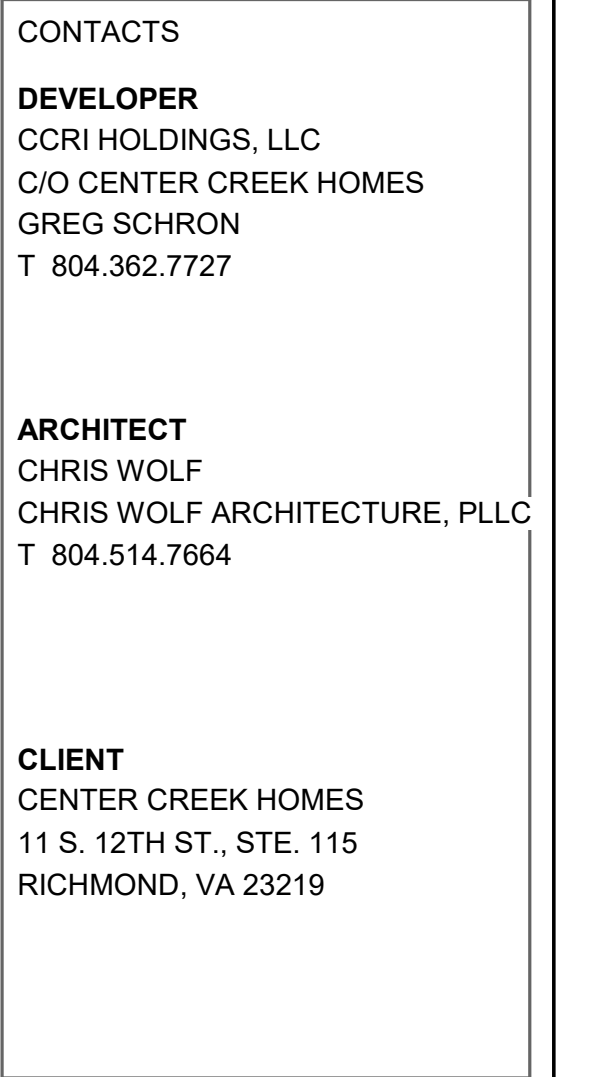 CONTACTS
DEVELOPER
CCRI HOLDINGS, LLC
C/O CENTER CREEK HOMES
GREG SCHRON
T 804.362.7727
ARCHITECT
CHRIS WOLF
CHRIS WOLF ARCHITECTURE, PLLC
T 804.514.7664
CLIENT
CENTER CREEK HOMES
11 S. 12TH ST., STE. 115
RICHMOND, VA 23219